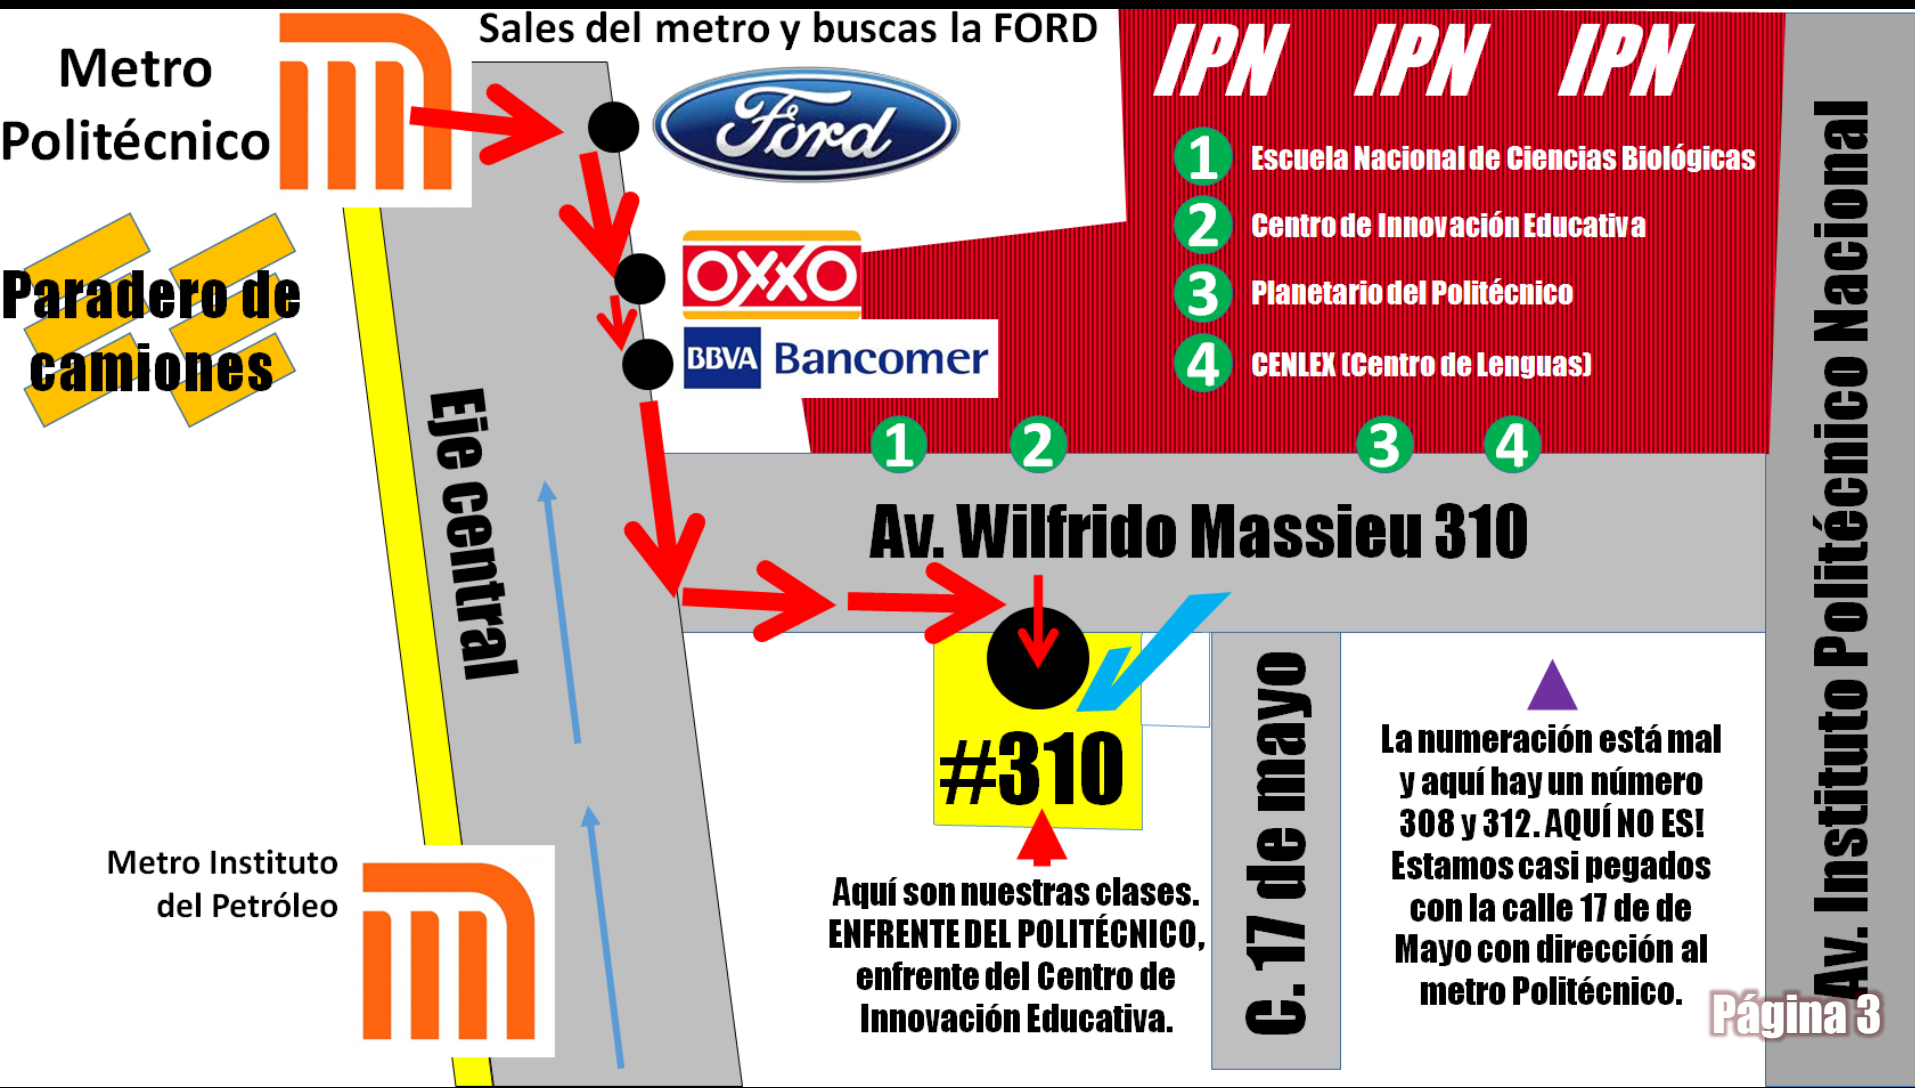 Sales del metro y buscas la FORD
Metro
Politécnico
Ford
IPN IPN IPN
1 Escuela Nacional de Ciencias Biológicas
2 Centro de Innovación Educativa
3 Planetario del Politécnico
4 CENLEX (Centro de Lenguas)
Paradero de
camiones
OXXO
BBVA Bancomer
Eje central
1 2 3 4
Av. Wilfrido Massieu 310
Av. Instituto Politécnico Nacional
#310
C. 17 de mayo
Aquí son nuestras clases.
ENFRENTE DEL POLITÉCNICO,
enfrente del Centro de
Innovación Educativa.
La numeración está mal
y aquí hay un número
308 y 312. AQUÍ NO ES!
Estamos casi pegados
con la calle 17 de de
Mayo con dirección al
metro Politécnico.
Metro Instituto
del Petróleo
Página 3